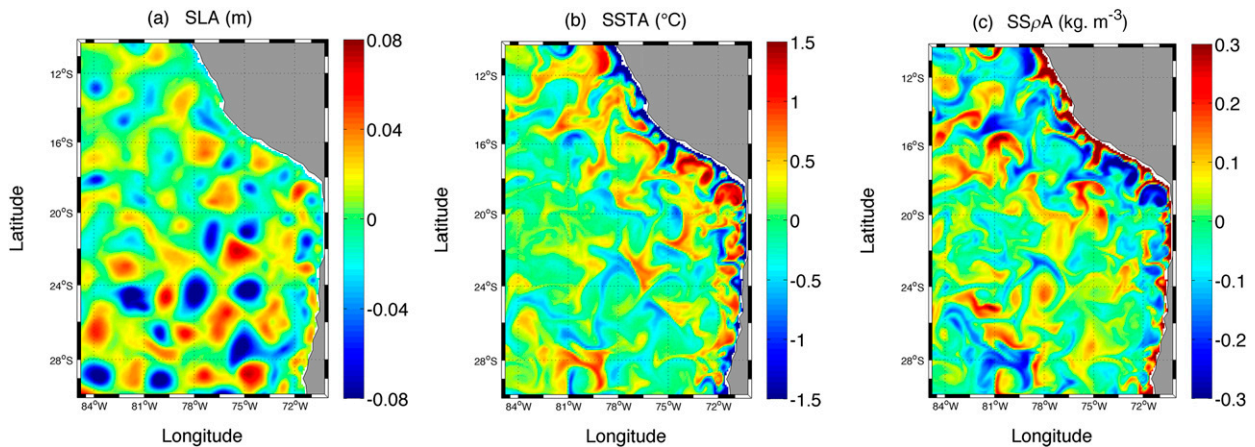 (a) SLA (m)
0.08
0.04
0
-0.04
-0.08
12°S
16°S
20°S
24°S
28°S
84°W 81°W 78°W 75°W 72°W
Latitude
Longitude
(b) SSTA (°C)
1.5
1
0.5
0
-0.5
-1
-1.5
12°S
16°S
20°S
24°S
28°S
84°W 81°W 78°W 75°W 72°W
Latitude
Longitude
(c) SSρA (kg. m-3)
0.3
0.2
0.1
0
-0.1
-0.2
-0.3
12°S
16°S
20°S
24°S
28°S
84°W 81°W 78°W 75°W 72°W
Latitude
Longitude